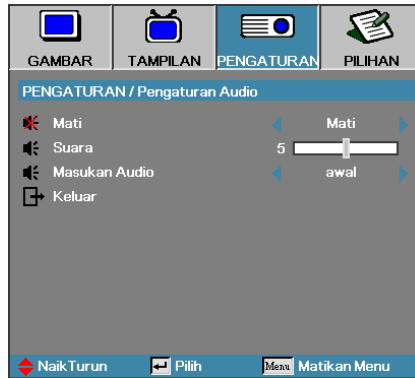 GAMBAR TAMPILAN PENGATURAN PILIHAN
PENGATURAN / Pengaturan Audio
Mati Mati
Suara 5
Masukan Audio awal
Keluar
NaikTurun Pilih Menu Matikan Menu